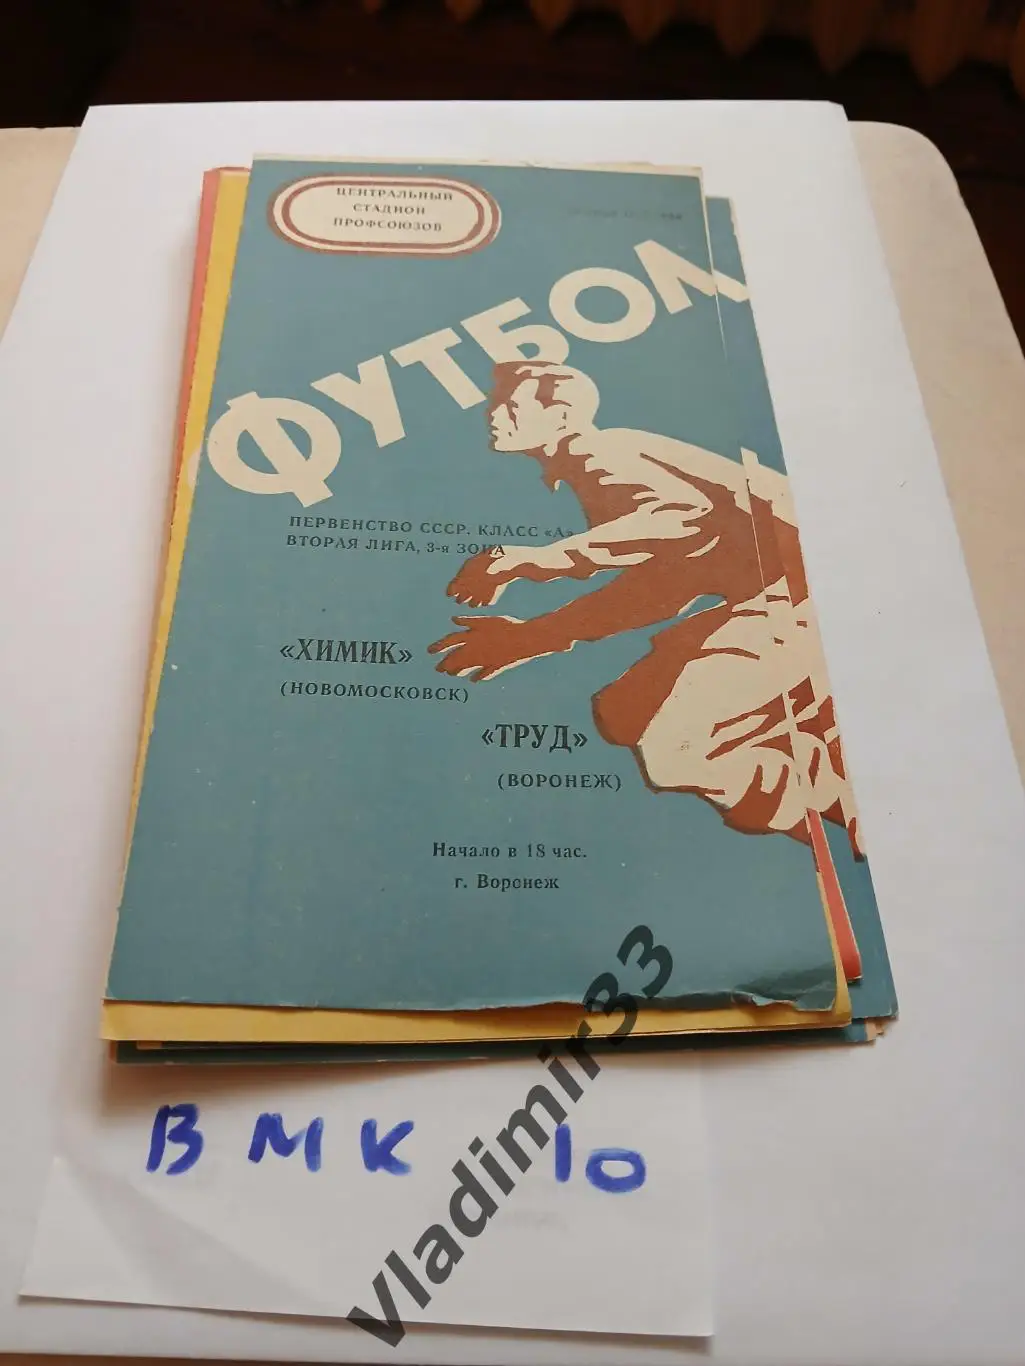 ЦЕНТРАЛЬНЫЙ
СТАДИОН
ПРОФСОЮЗОВ
ФУТБОЛ
ПЕРВЕНСТВО СССР. КЛАСС «А»
ВТОРАЯ ЛИГА, 3-я ЗОНА
«ХИМИК»
(НОВОМОСКОВСК)
«ТРУД»
(ВОРОНЕЖ)
Начало в 18 час.
г. Воронеж
ВМК 10
Vladimir33